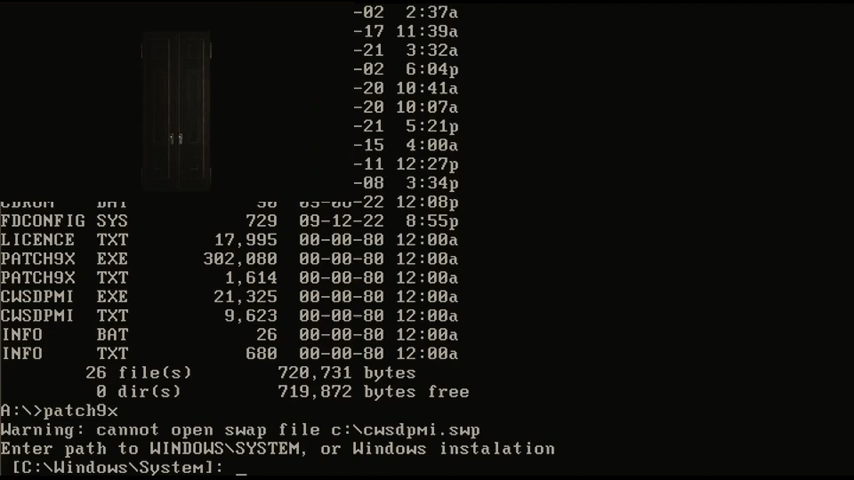 -02  2:37a
-17 11:39a
-21  3:32a
-02  6:04p
-20 10:41a
-20 10:07a
-21  5:21p
-15  4:00a
-11 12:27p
-08  3:34p
CDROM    BAT            90  05-08-22 12:08p
FDCONFIG SYS           729  09-12-22  8:55p
LICENCE  TXT        17,995  00-00-80 12:00a
PATCH9X  EXE       302,080  00-00-80 12:00a
PATCH9X  TXT         1,614  00-00-80 12:00a
CWSDPMI  EXE        21,325  00-00-80 12:00a
CWSDPMI  TXT         9,623  00-00-80 12:00a
INFO     BAT            26  00-00-80 12:00a
INFO     TXT           680  00-00-80 12:00a
26 file(s)        720,731 bytes
0 dir(s)         719,872 bytes free
A:\>patch9x
Warning: cannot open swap file c:\cwsdpmi.swp
Enter path to WINDOWS\SYSTEM, or Windows instalation
[C:\Windows\System]: _